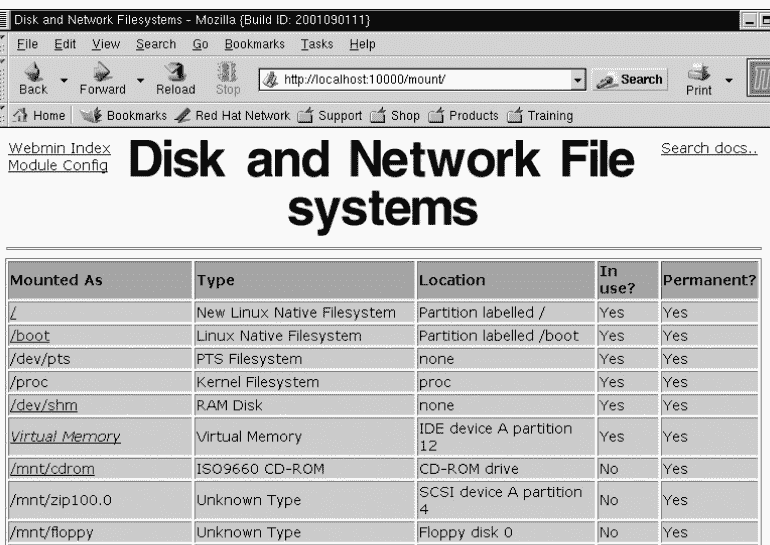 Disk and Network Filesystems - Mozilla {Build ID: 2001090111}
File Edit View Search Go Bookmarks Tasks Help
Back Forward Reload Stop http://localhost:10000/mount/ Search Print
Home Bookmarks Red Hat Network Support Shop Products Training
Webmin Index
Module Config
Disk and Network File
systems
Search docs..
Mounted As Type Location In use? Permanent?
/ New Linux Native Filesystem Partition labelled / Yes Yes
/boot Linux Native Filesystem Partition labelled /boot Yes Yes
/dev/pts PTS Filesystem none Yes Yes
/proc Kernel Filesystem proc Yes Yes
/dev/shm RAM Disk none Yes Yes
Virtual Memory Virtual Memory IDE device A partition 12 Yes Yes
/mnt/cdrom ISO9660 CD-ROM CD-ROM drive No Yes
/mnt/zip100.0 Unknown Type SCSI device A partition 4 No Yes
/mnt/floppy Unknown Type Floppy disk 0 No Yes